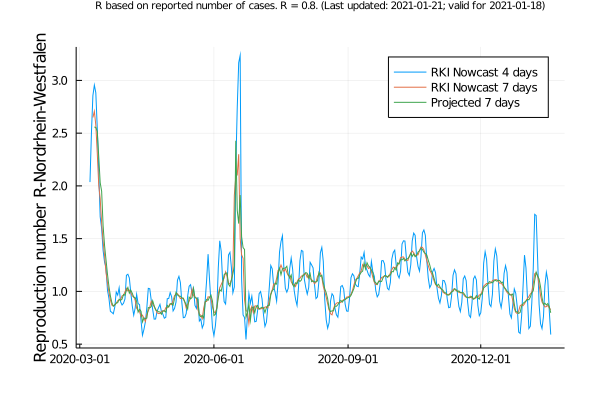 R based on reported number of cases. R = 0.8. (Last updated: 2021-01-21; valid for 2021-01-18)
Reproduction number R-Nordrhein-Westfalen
3.0
2.5
2.0
1.5
1.0
0.5
RKI Nowcast 4 days
RKI Nowcast 7 days
Projected 7 days
2020-03-01
2020-06-01
2020-09-01
2020-12-01